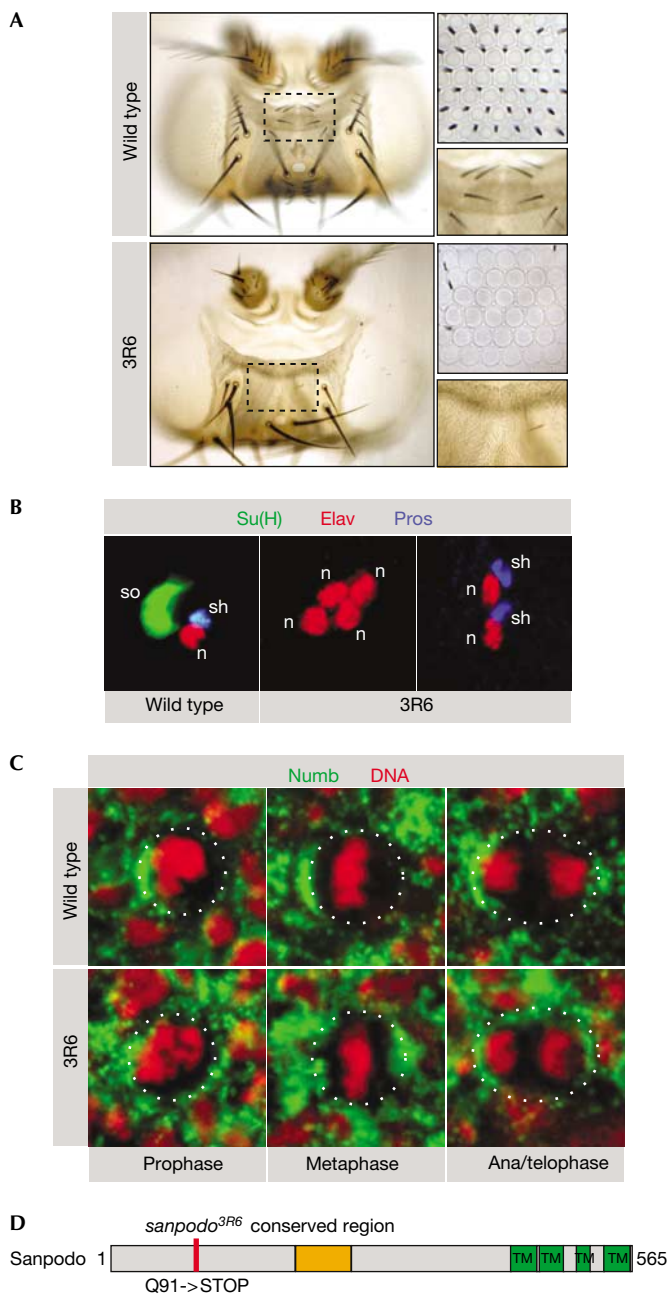 A
Wild type
3R6
B
Su(H) Elav Pros
so
sh
n
n
n
n
n
sh
n
sh
n
Wild type
3R6
C
Numb DNA
Wild type
3R6
Prophase
Metaphase
Ana/telophase
D
sanpodo3R6 conserved region
Sanpodo 1
TM
TM
TM
TM
565
Q91->STOP